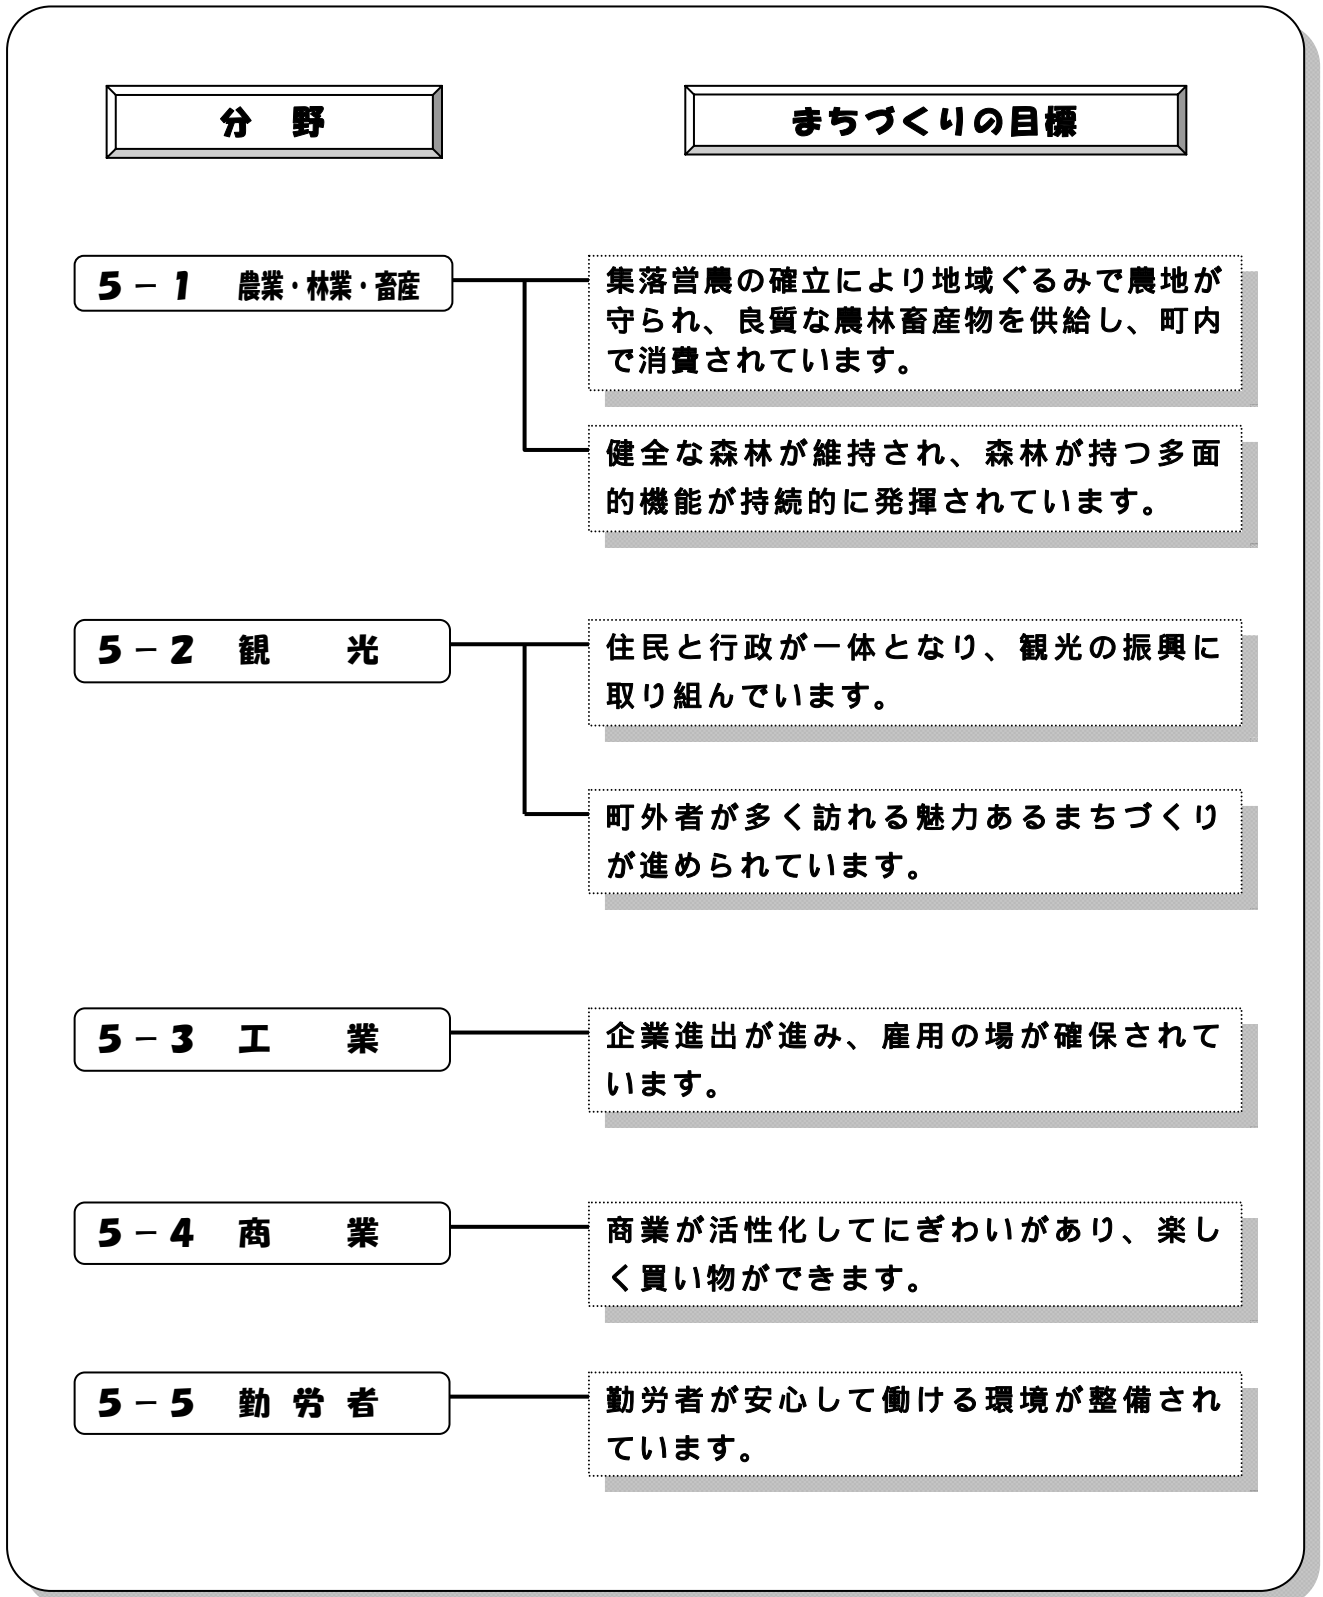 分　野
まちづくりの目標
５－１　農業・林業・畜産
集落営農の確立により地域ぐるみで農地が
守られ、良質な農林畜産物を供給し、町内
で消費されています。
健全な森林が維持され、森林が持つ多面
的機能が持続的に発揮されています。
５－２　観　　光
住民と行政が一体となり、観光の振興に
取り組んでいます。
町外者が多く訪れる魅力あるまちづくり
が進められています。
５－３　工　　業
企業進出が進み、雇用の場が確保されて
います。
５－４　商　　業
商業が活性化してにぎわいがあり、楽し
く買い物ができます。
５－５　勤 労 者
勤労者が安心して働ける環境が整備され
ています。